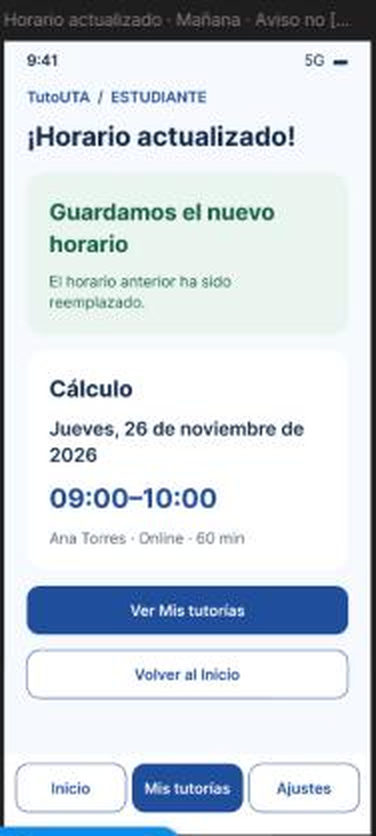 Horario actualizado · Mañana · Aviso no [...
9:41 5G
TutoUTA / ESTUDIANTE
¡Horario actualizado!
Guardamos el nuevo
horario
El horario anterior ha sido
reemplazado.
Cálculo
Jueves, 26 de noviembre de
2026
09:00–10:00
Ana Torres · Online · 60 min
Ver Mis tutorías
Volver al Inicio
Inicio Mis tutorías Ajustes